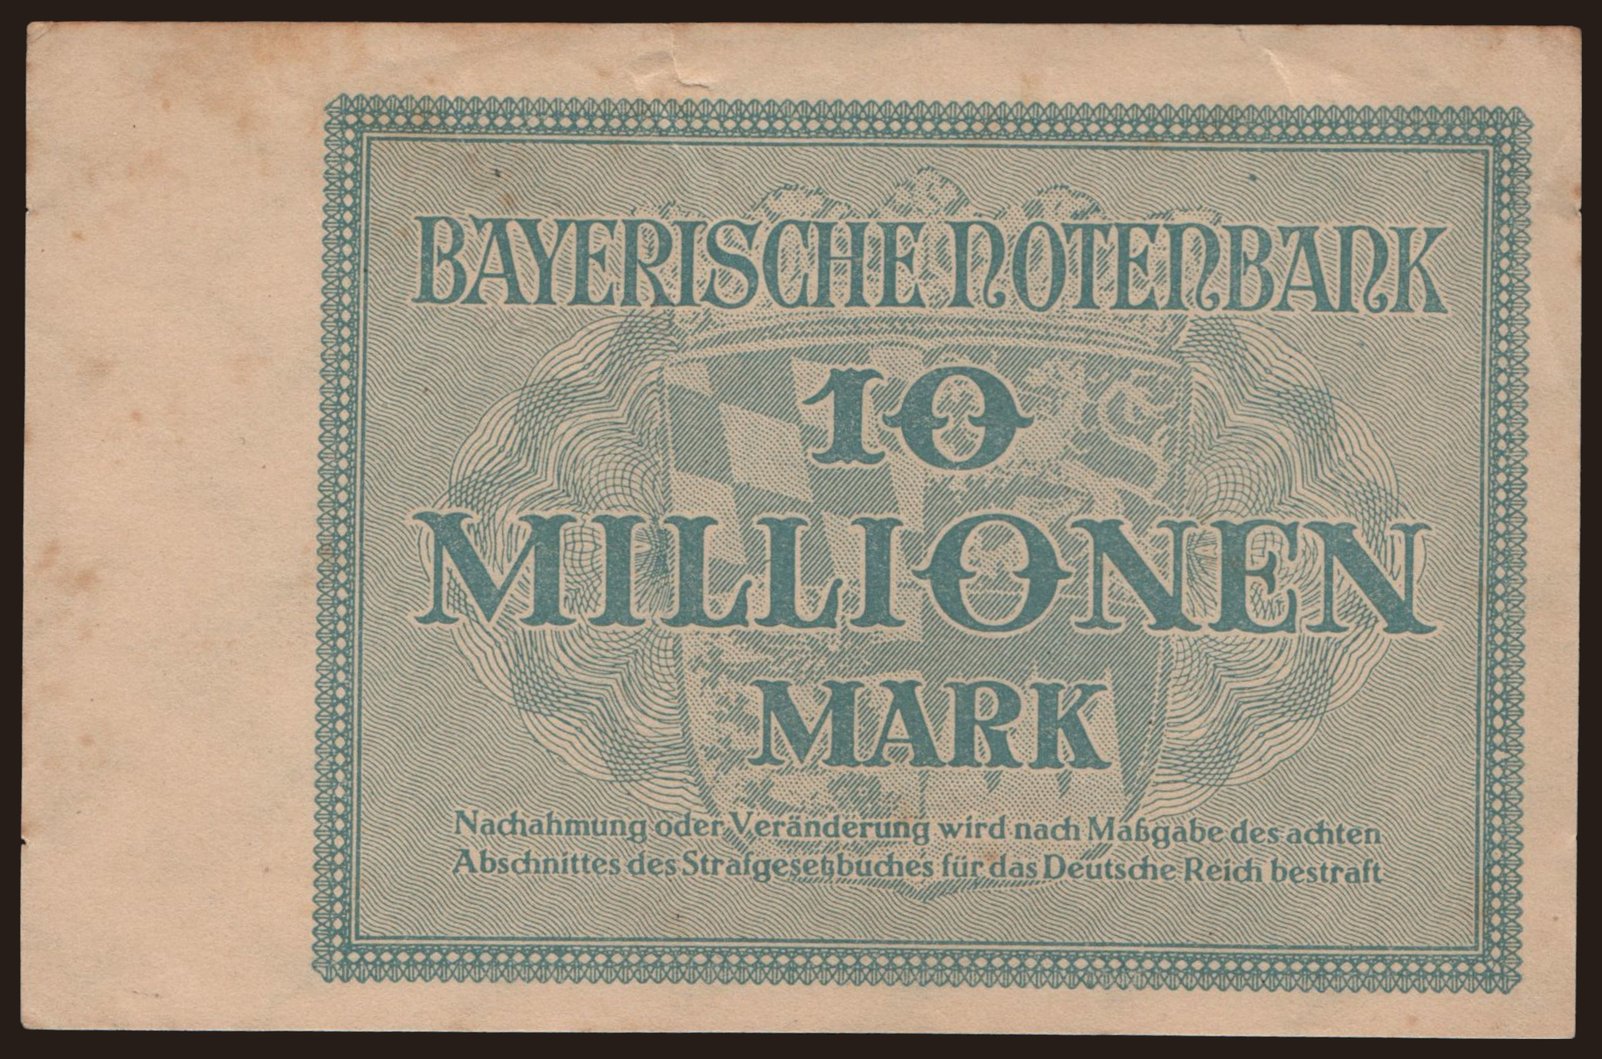 BAYERISCHE NOTENBANK
10
MILLIONEN
MARK
Nachahmung oder Veränderung wird nach Maßgabe des achten
Abschnittes des Strafgesetzbuches für das Deutsche Reich bestraft